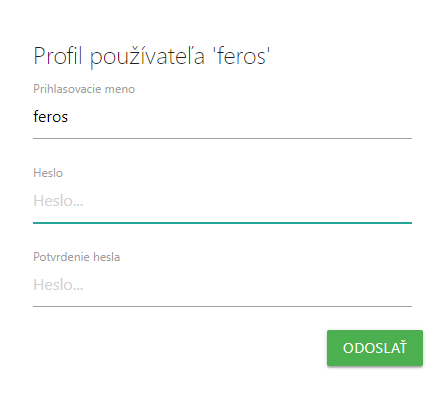 Profil používateľa 'feros'
Prihlasovacie meno
feros
Heslo
Heslo...
Potvrdenie hesla
Heslo...
ODOSLAŤ